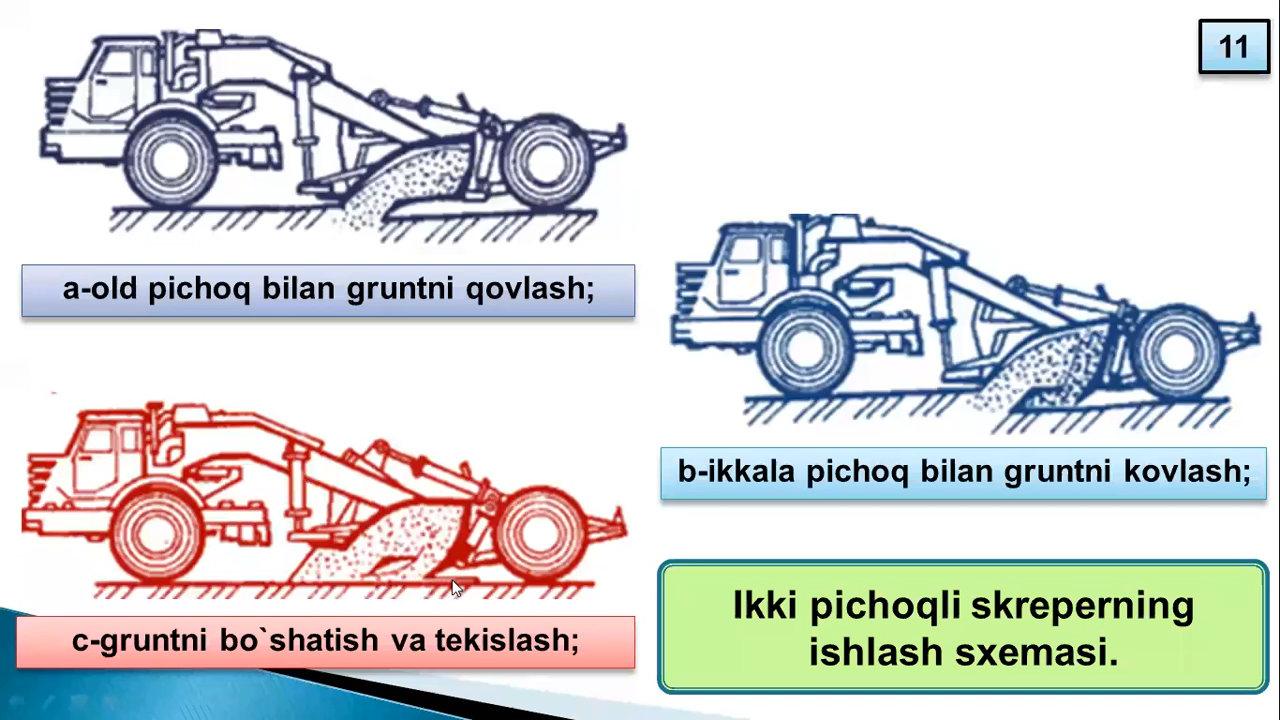 11
a-old pichoq bilan gruntni qovlash;
b-ikkala pichoq bilan gruntni kovlash;
c-gruntni bo`shatish va tekislash;
Ikki pichoqli skreperning
ishlash sxemasi.